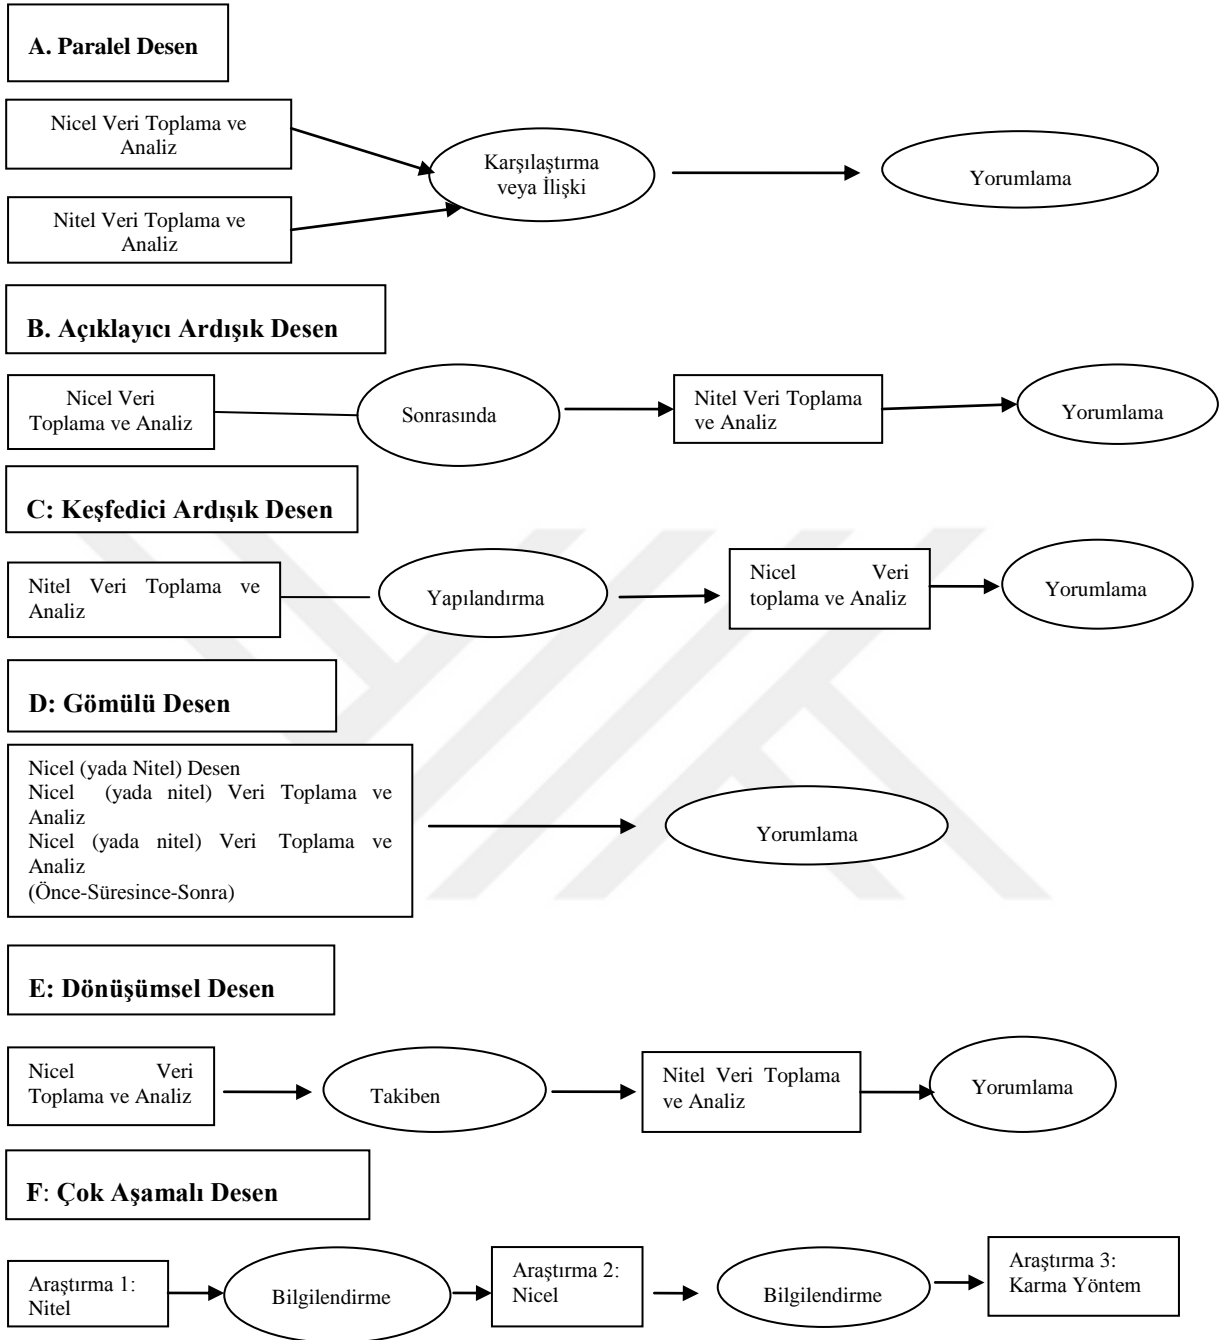 A. Paralel Desen
Nicel Veri Toplama ve
Analiz
Karşılaştırma
veya İlişki
Yorumlama
Nitel Veri Toplama ve
Analiz
B. Açıklayıcı Ardışık Desen
Nicel Veri
Toplama ve Analiz
Sonrasında
Nitel Veri Toplama
ve Analiz
Yorumlama
C: Keşfedici Ardışık Desen
Nitel Veri Toplama ve
Analiz
Yapılandırma
Nicel Veri
toplama ve Analiz
Yorumlama
D: Gömülü Desen
Nicel (yada Nitel) Desen
Nicel (yada nitel) Veri Toplama ve
Analiz
Nicel (yada nitel) Veri Toplama ve
Analiz
(Önce-Süresince-Sonra)
Yorumlama
E: Dönüşümsel Desen
Nicel Veri
Toplama ve Analiz
Takiben
Nitel Veri Toplama
ve Analiz
Yorumlama
F: Çok Aşamalı Desen
Araştırma 1:
Nitel
Bilgilendirme
Araştırma 2:
Nicel
Bilgilendirme
Araştırma 3:
Karma Yöntem